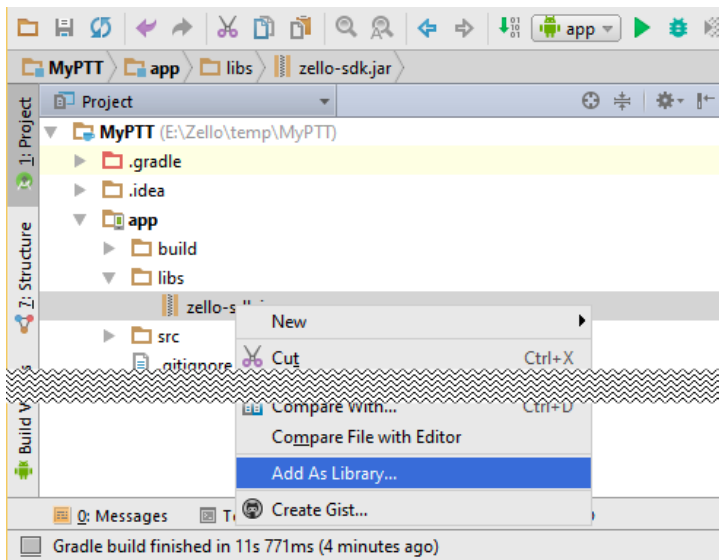 app
MyPTT app libs zello-sdk.jar
Project
MyPTT (E:\Zello\temp\MyPTT)
.gradle
.idea
app
build
libs
New
src
Cut Ctrl+X
.gitignore
Compare With... Ctrl+D
Compare File with Editor
Add As Library...
Create Gist...
0: Messages
Gradle build finished in 11s 771ms (4 minutes ago)
1: Project
7: Structure
Build